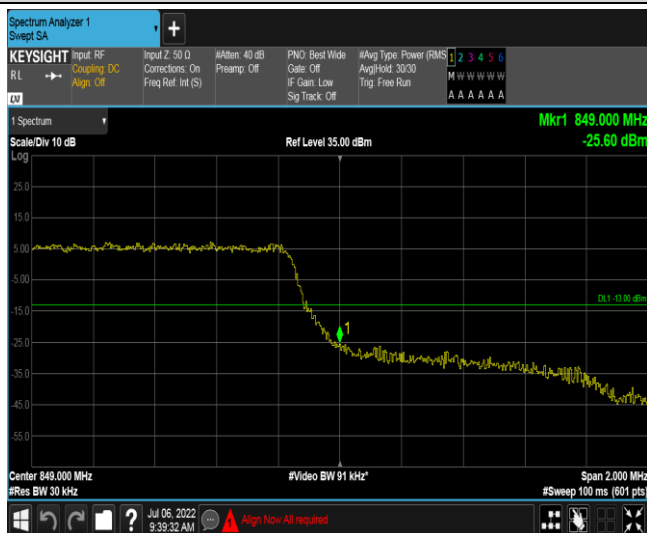 Spectrum Analyzer 1
Swept SA
+
KEYSIGHT
RL
LXI
Input: RF
Coupling: DC
Align: Off
Input Z: 50 Ω
Corrections: On
Freq Ref: Int (S)
#Atten: 40 dB
Preamp: Off
PNO: Best Wide
Gate: Off
IF Gain: Low
Sig Track: Off
#Avg Type: Power (RMS
Avg|Hold: 30/30
Trig: Free Run
1 2 3 4 5 6
M W W W W W
A A A A A A
1 Spectrum
Scale/Div 10 dB
Ref Level 35.00 dBm
Mkr1 849.000 MHz
-25.60 dBm
Log
25.0
15.0
5.00
-5.00
-15.0
-25.0
-35.0
-45.0
-55.0
DL1 -13.00 dBm
1
Center 849.000 MHz
#Video BW 91 kHz*
Span 2.000 MHz
#Res BW 30 kHz
#Sweep 100 ms (601 pts)
?
Jul 06, 2022
9:39:32 AM
Align Now All required